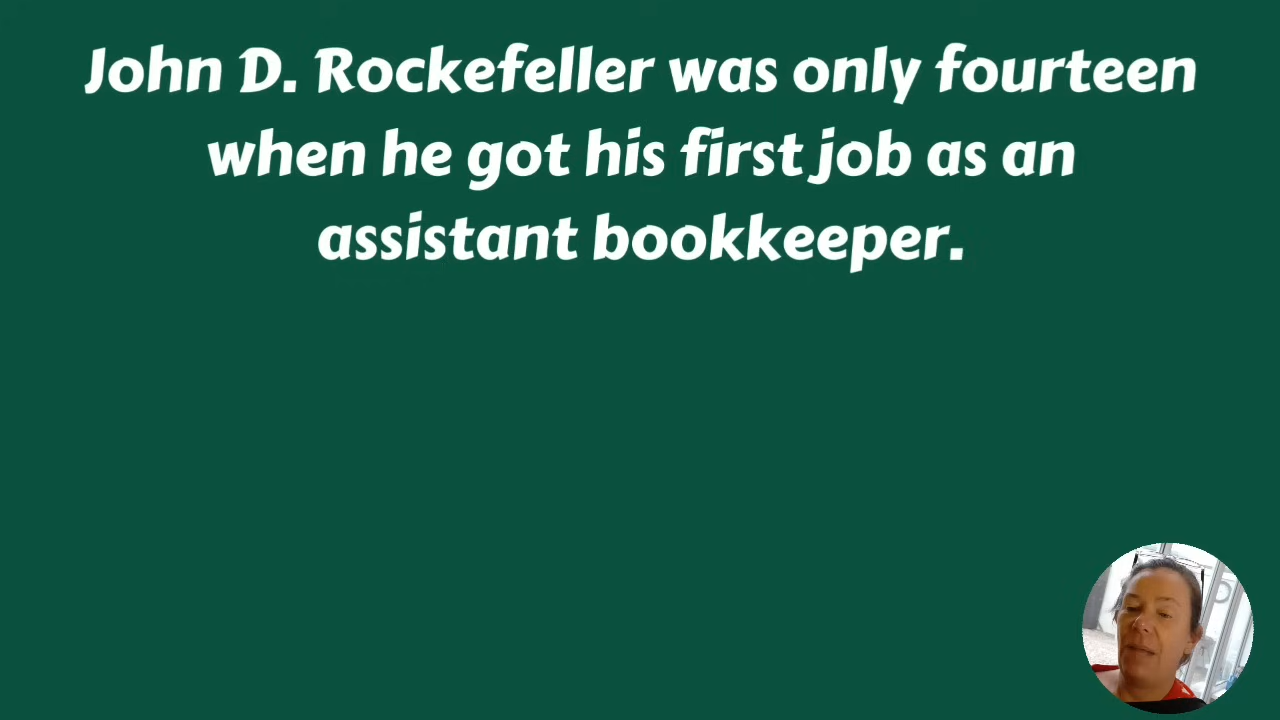 John D. Rockefeller was only fourteen
when he got his first job as an
assistant bookkeeper.